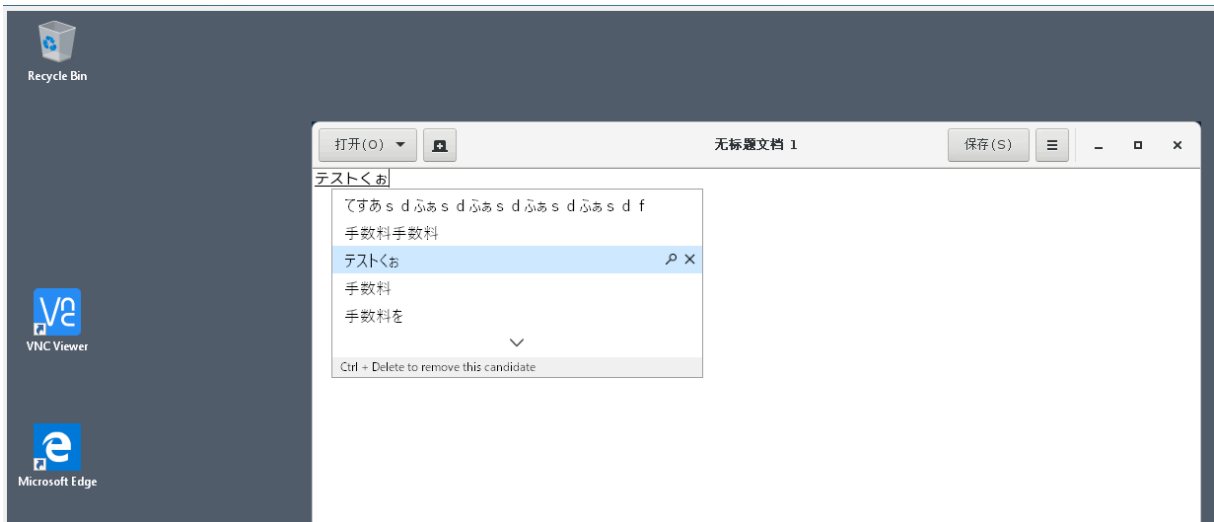 Recycle Bin
打开(O)
无标题文档 1
保存(S)
テストくぉ
てすあｓｄふぁｓｄふぁｓｄふぁｓｄふぁｓｄｆ
手数料手数料
テストくぉ
手数料
手数料を
Ctrl + Delete to remove this candidate
VNC Viewer
Microsoft Edge